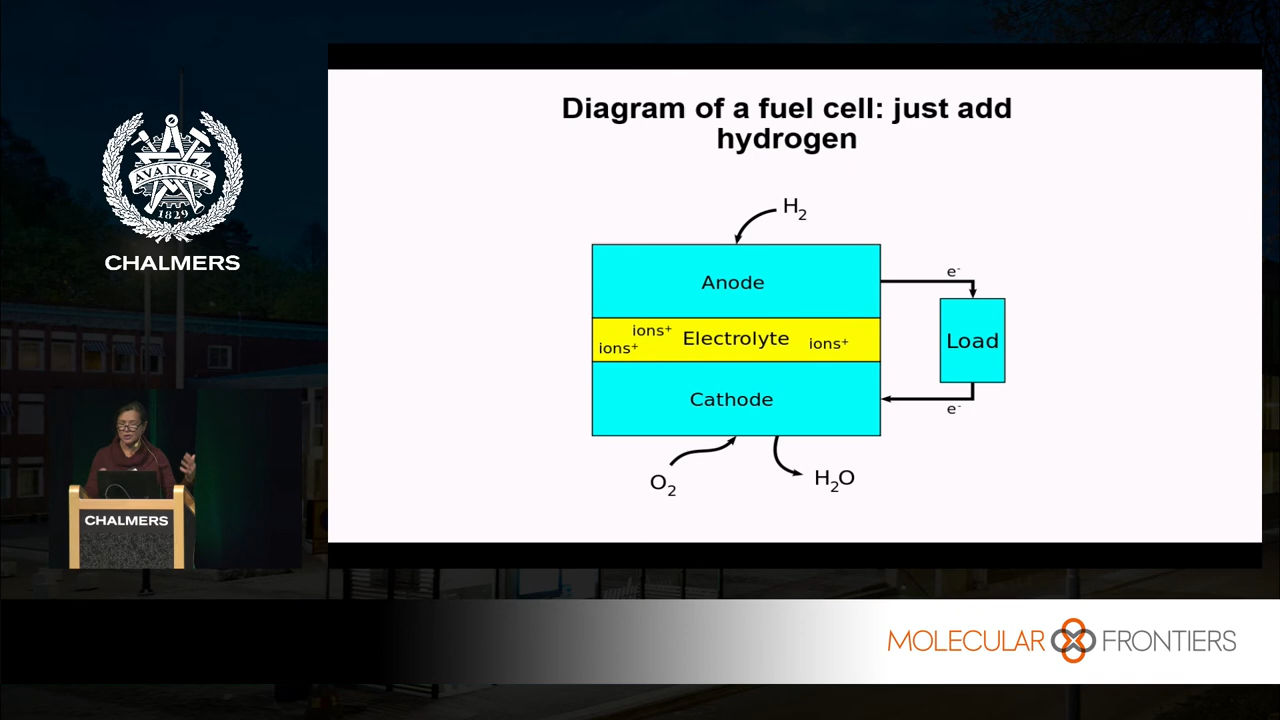 AVANCEZ
1829
CHALMERS
CHALMERS
Diagram of a fuel cell: just add
hydrogen
H2
Anode
e-
ions+
Electrolyte
ions+
ions+
Load
Cathode
e-
O2
H2O
MOLECULAR FRONTIERS